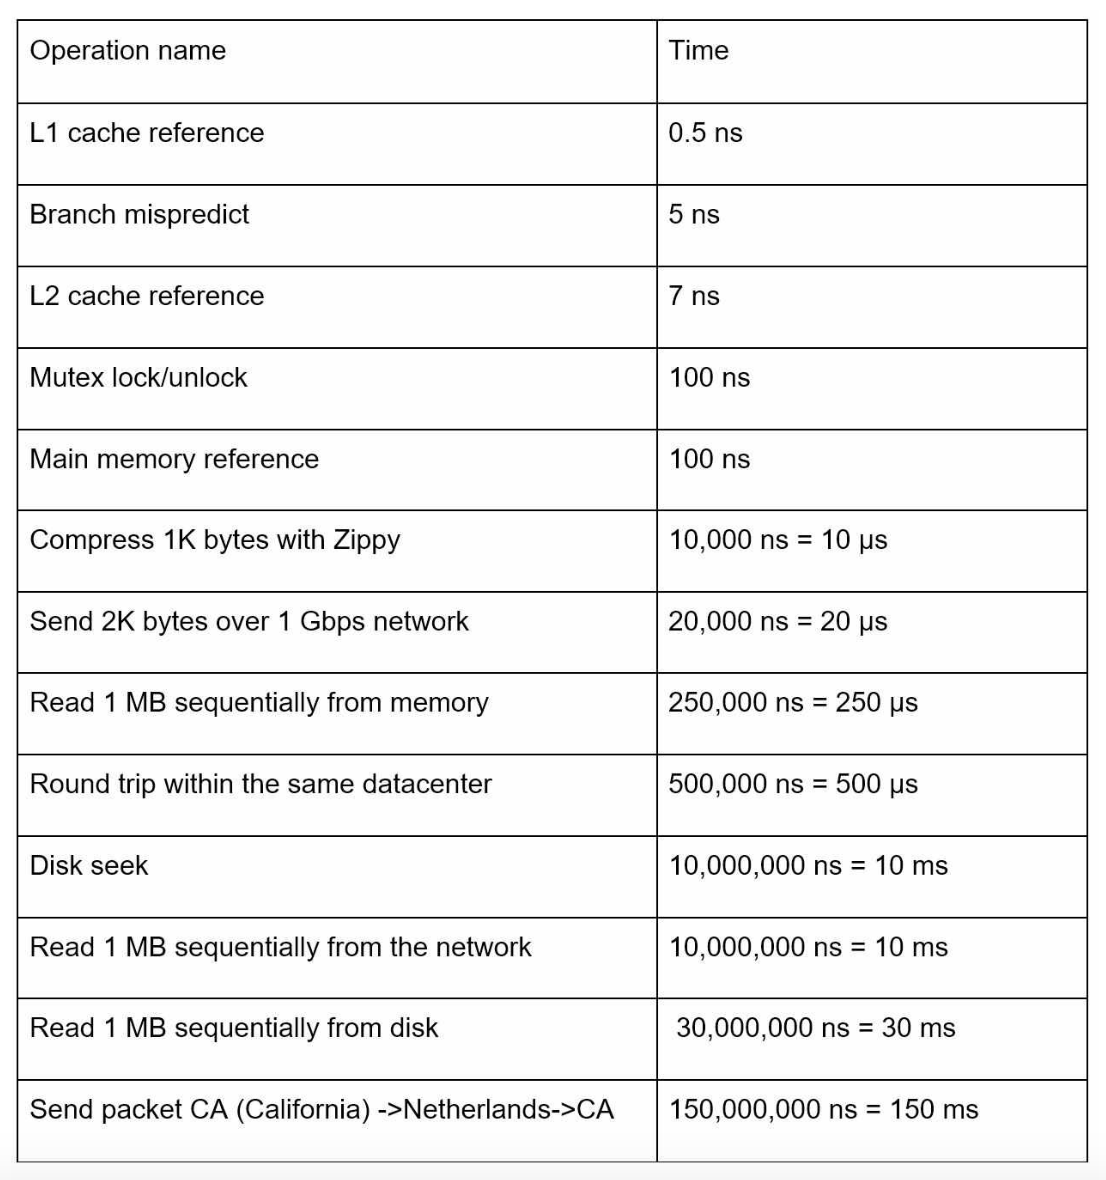 Operation name Time
L1 cache reference 0.5 ns
Branch mispredict 5 ns
L2 cache reference 7 ns
Mutex lock/unlock 100 ns
Main memory reference 100 ns
Compress 1K bytes with Zippy 10,000 ns = 10 µs
Send 2K bytes over 1 Gbps network 20,000 ns = 20 µs
Read 1 MB sequentially from memory 250,000 ns = 250 µs
Round trip within the same datacenter 500,000 ns = 500 µs
Disk seek 10,000,000 ns = 10 ms
Read 1 MB sequentially from the network 10,000,000 ns = 10 ms
Read 1 MB sequentially from disk 30,000,000 ns = 30 ms
Send packet CA (California) ->Netherlands->CA 150,000,000 ns = 150 ms